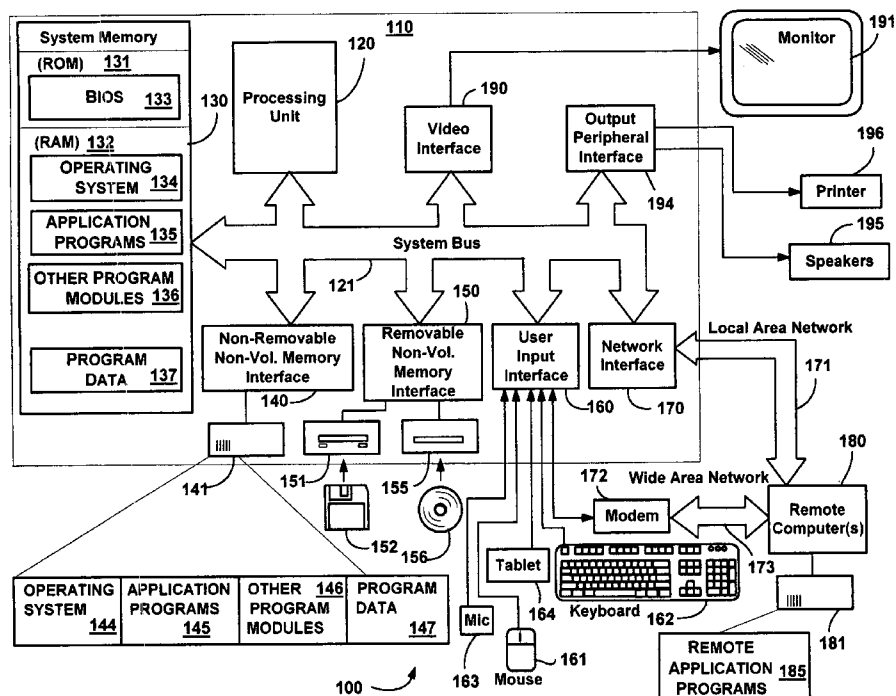 System Memory
(ROM) 131
BIOS 133
(RAM) 132
OPERATING
SYSTEM 134
APPLICATION
PROGRAMS 135
OTHER PROGRAM
MODULES 136
PROGRAM
DATA 137
130
110
120
Processing
Unit
190
Video
Interface
Output
Peripheral
Interface
194
Monitor
191
196
Printer
195
Speakers
System Bus
121
Non-Removable
Non-Vol. Memory
Interface
140
150
Removable
Non-Vol.
Memory
Interface
User
Input
Interface
160
Network
Interface
170
Local Area Network
171
141
151
152
155
156
Wide Area Network
172
Modem
173
180
Remote
Computer(s)
181
Tablet
164
Keyboard
162
Mic
163
Mouse
161
OPERATING
SYSTEM 144
APPLICATION
PROGRAMS
145
OTHER 146
PROGRAM
MODULES
PROGRAM
DATA
147
REMOTE
APPLICATION
PROGRAMS 185
100